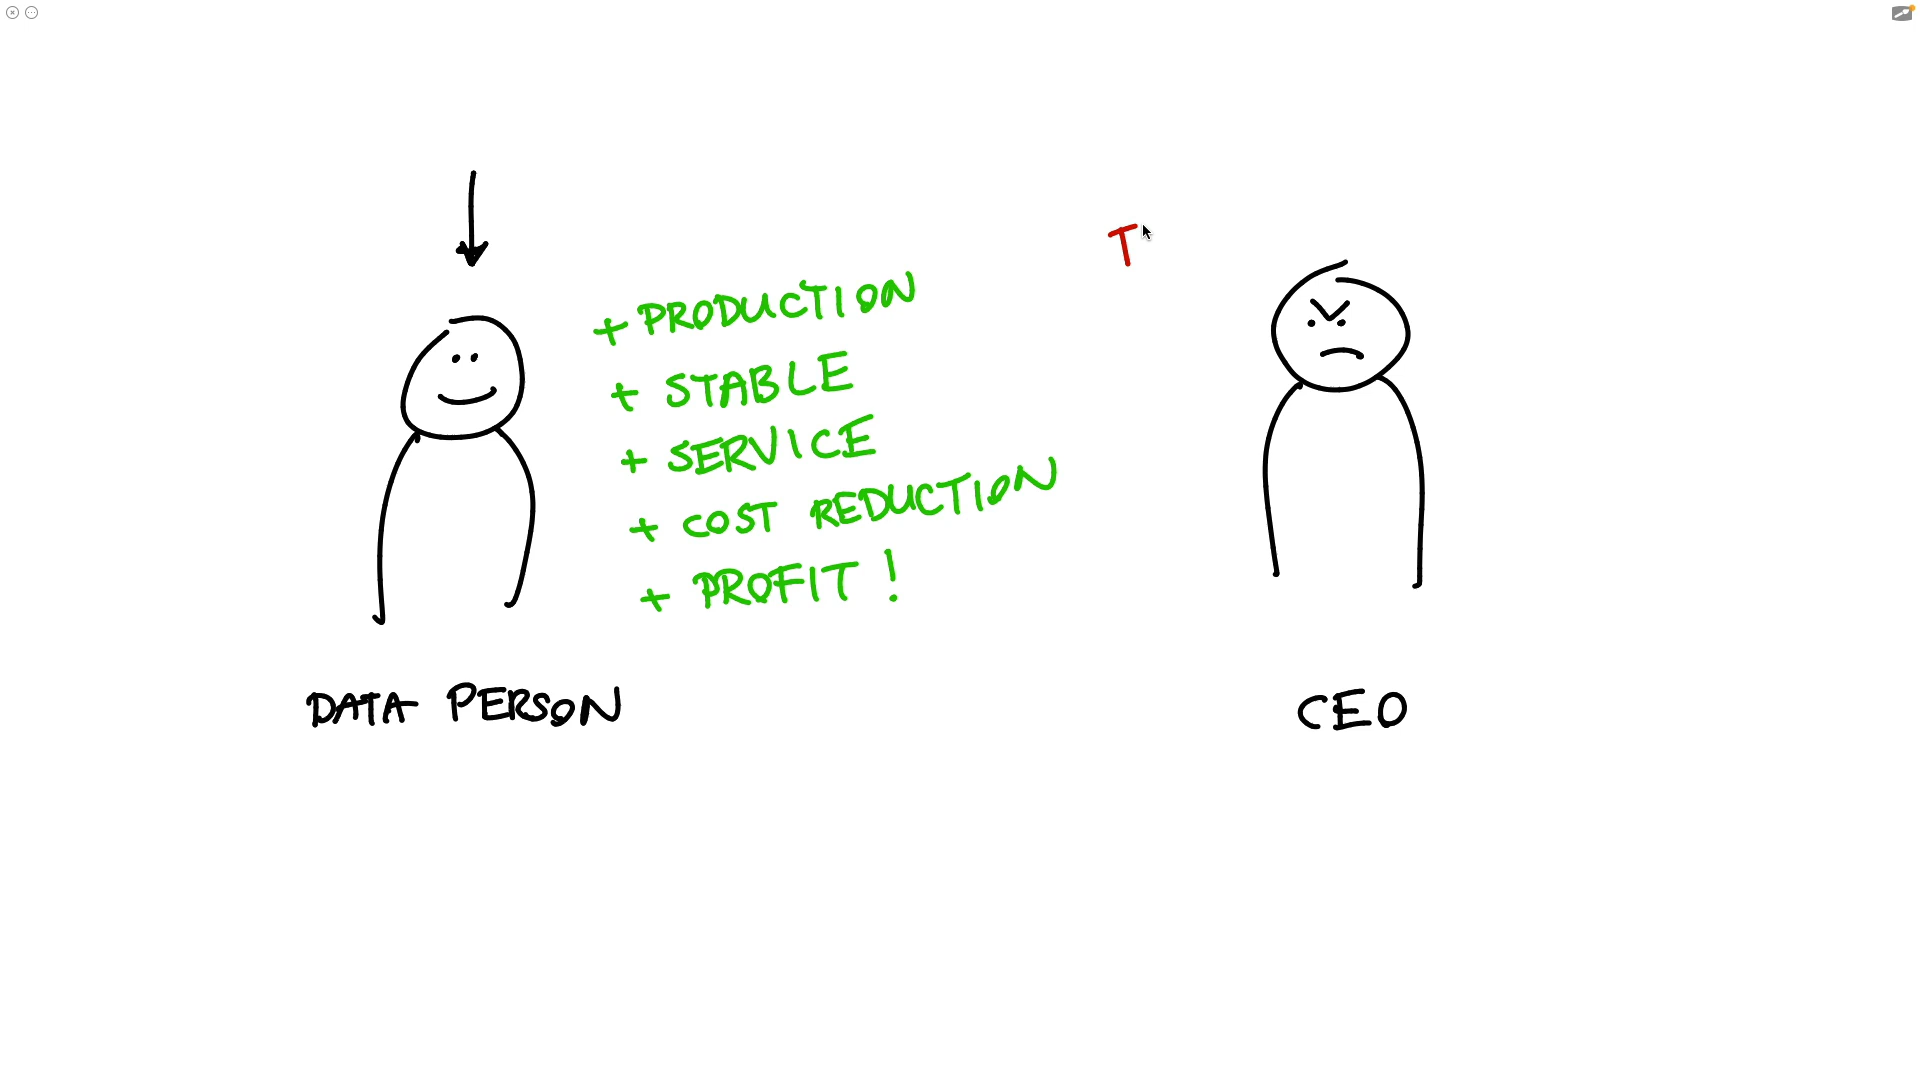 T
+ PRODUCTION
+ STABLE
+ SERVICE
+ COST REDUCTION
+ PROFIT!
DATA PERSON
CEO